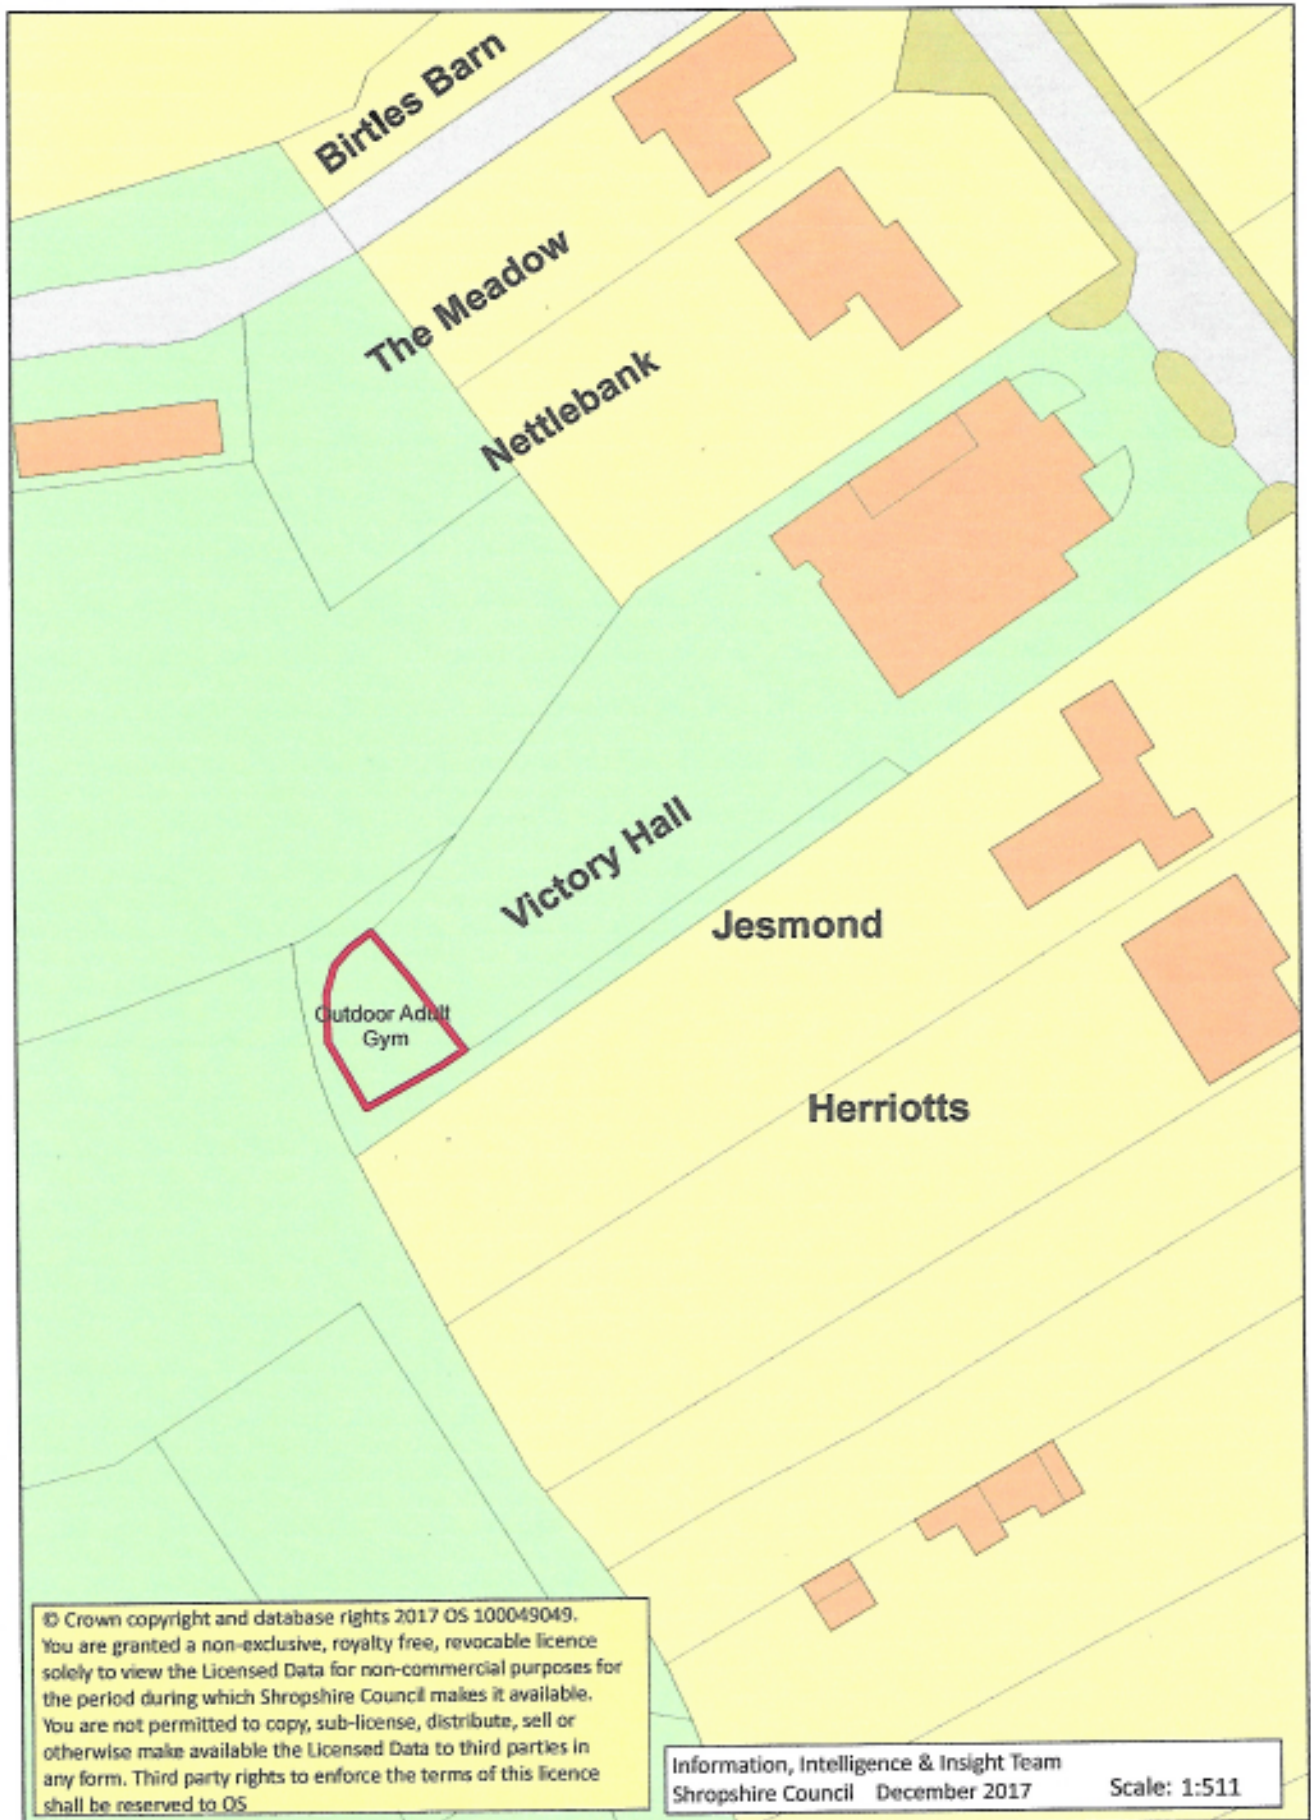 Birtles Barn
The Meadow
Nettlebank
Victory Hall
Jesmond
Outdoor Adult
Gym
Herriotts
© Crown copyright and database rights 2017 OS 100049049.
You are granted a non-exclusive, royalty free, revocable licence
solely to view the Licensed Data for non-commercial purposes for
the period during which Shropshire Council makes it available.
You are not permitted to copy, sub-license, distribute, sell or
otherwise make available the Licensed Data to third parties in
any form. Third party rights to enforce the terms of this licence
shall be reserved to OS
Information, Intelligence & Insight Team
Shropshire Council December 2017 Scale: 1:511